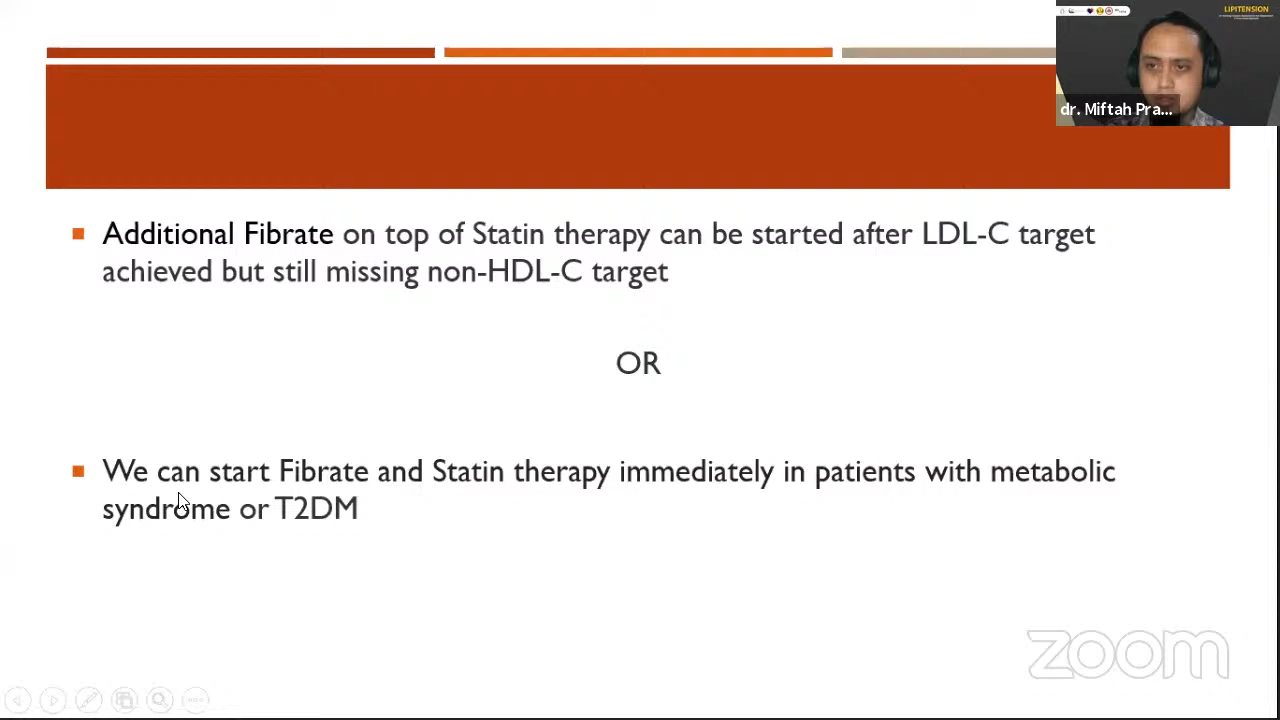 LIPITENSION
dr. Miftah Pra...
Additional Fibrate on top of Statin therapy can be started after LDL-C target
achieved but still missing non-HDL-C target
OR
We can start Fibrate and Statin therapy immediately in patients with metabolic
syndrome or T2DM
zoom